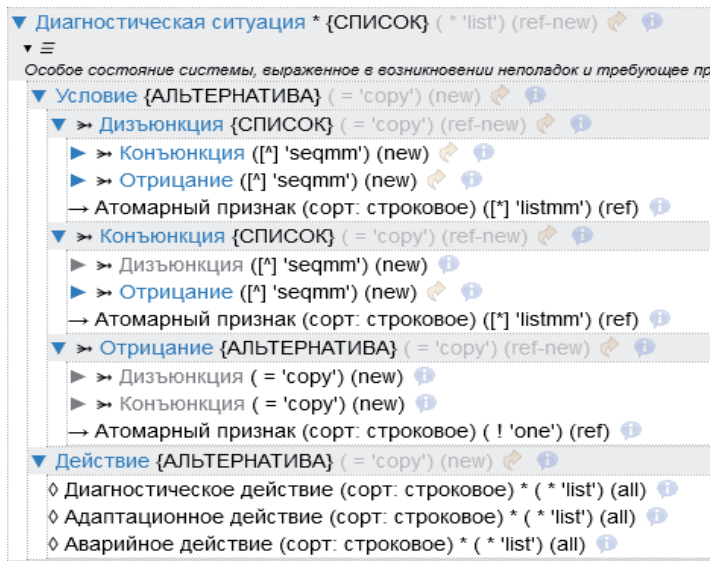 ▼ Диагностическая ситуация * {СПИСОК} ( * 'list') (ref-new)
▾ ☰
Особое состояние системы, выраженное в возникновении неполадок и требующее пр
▼ Условие {АЛЬТЕРНАТИВА} ( = 'copy') (new)
▼ ➳ Дизъюнкция {СПИСОК} ( = 'copy') (ref-new)
▶ ➳ Конъюнкция ([^] 'seqmm') (new)
▶ ➳ Отрицание ([^] 'seqmm') (new)
→ Атомарный признак (сорт: строковое) ([*] 'listmm') (ref)
▼ ➳ Конъюнкция {СПИСОК} ( = 'copy') (ref-new)
▶ ➳ Дизъюнкция ([^] 'seqmm') (new)
▶ ➳ Отрицание ([^] 'seqmm') (new)
→ Атомарный признак (сорт: строковое) ([*] 'listmm') (ref)
▼ ➳ Отрицание {АЛЬТЕРНАТИВА} ( = 'copy') (ref-new)
▶ ➳ Дизъюнкция ( = 'copy') (new)
▶ ➳ Конъюнкция ( = 'copy') (new)
→ Атомарный признак (сорт: строковое) ( ! 'one') (ref)
▼ Действие {АЛЬТЕРНАТИВА} ( = 'copy') (new)
◊ Диагностическое действие (сорт: строковое) * ( * 'list') (all)
◊ Адаптационное действие (сорт: строковое) * ( * 'list') (all)
◊ Аварийное действие (сорт: строковое) * ( * 'list') (all)